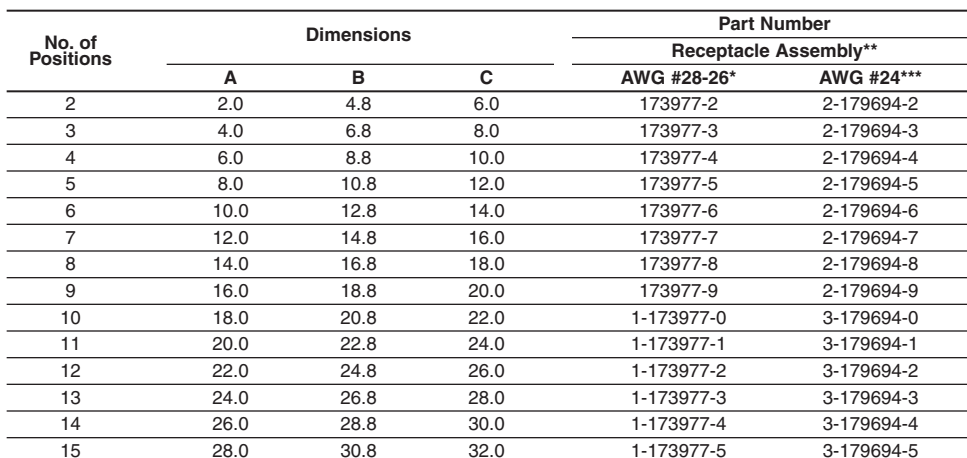 No. of Positions Dimensions Part Number
Receptacle Assembly**
A B C AWG #28-26* AWG #24***
2 2.0 4.8 6.0 173977-2 2-179694-2
3 4.0 6.8 8.0 173977-3 2-179694-3
4 6.0 8.8 10.0 173977-4 2-179694-4
5 8.0 10.8 12.0 173977-5 2-179694-5
6 10.0 12.8 14.0 173977-6 2-179694-6
7 12.0 14.8 16.0 173977-7 2-179694-7
8 14.0 16.8 18.0 173977-8 2-179694-8
9 16.0 18.8 20.0 173977-9 2-179694-9
10 18.0 20.8 22.0 1-173977-0 3-179694-0
11 20.0 22.8 24.0 1-173977-1 3-179694-1
12 22.0 24.8 26.0 1-173977-2 3-179694-2
13 24.0 26.8 28.0 1-173977-3 3-179694-3
14 26.0 28.8 30.0 1-173977-4 3-179694-4
15 28.0 30.8 32.0 1-173977-5 3-179694-5